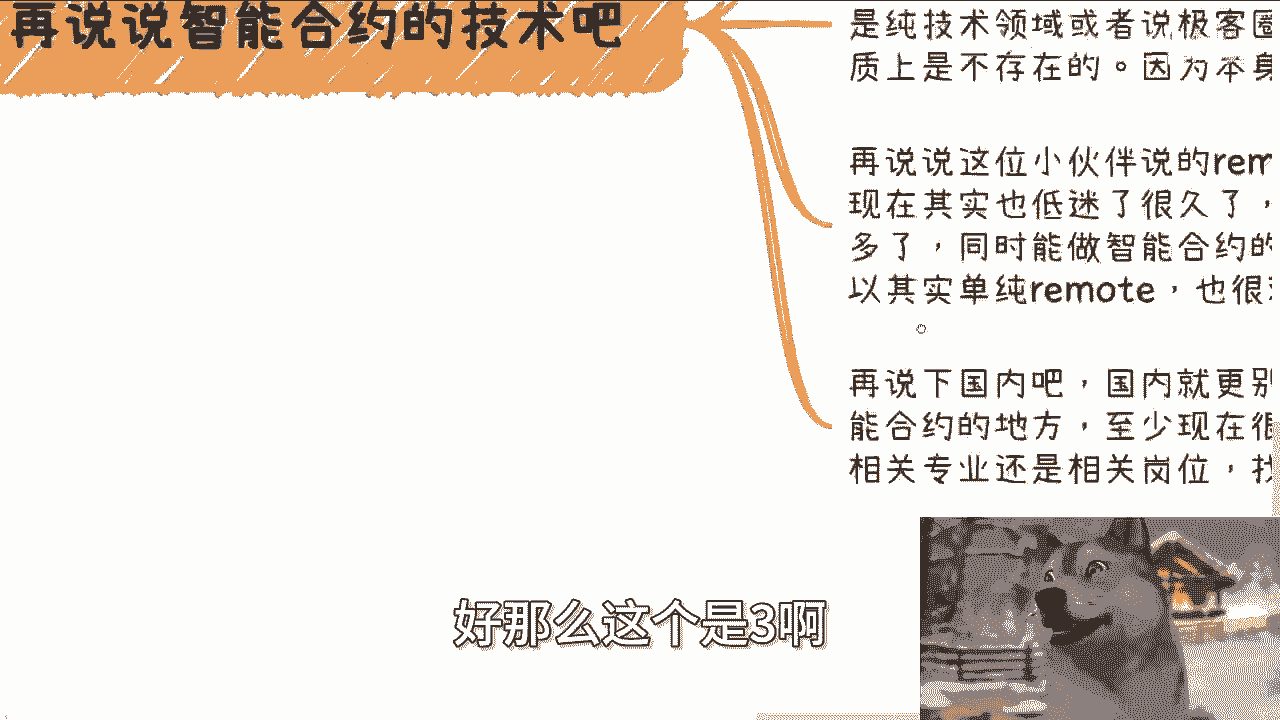 再说说智能合约的技术吧
是纯技术领域或者说极客圈
质上是不存在的。因为本身
再说说这位小伙伴说的rem
现在其实也低迷了很久了，
多了，同时能做智能合约的
以其实单纯remote，也很
再说下国内吧，国内就更别
能合约的地方，至少现在很
相关专业还是相关岗位，找
好那么这个是3啊